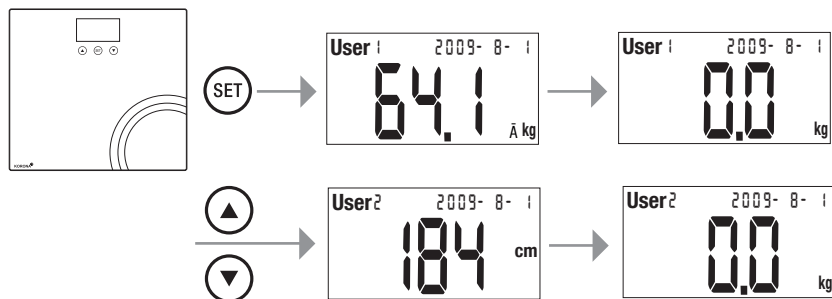 SET
KORONA
SET
User 1 2009- 8- 1
64.1 Ā kg
User 1 2009- 8- 1
0.0 kg
User 2 2009- 8- 1
184 cm
User 2 2009- 8- 1
0.0 kg